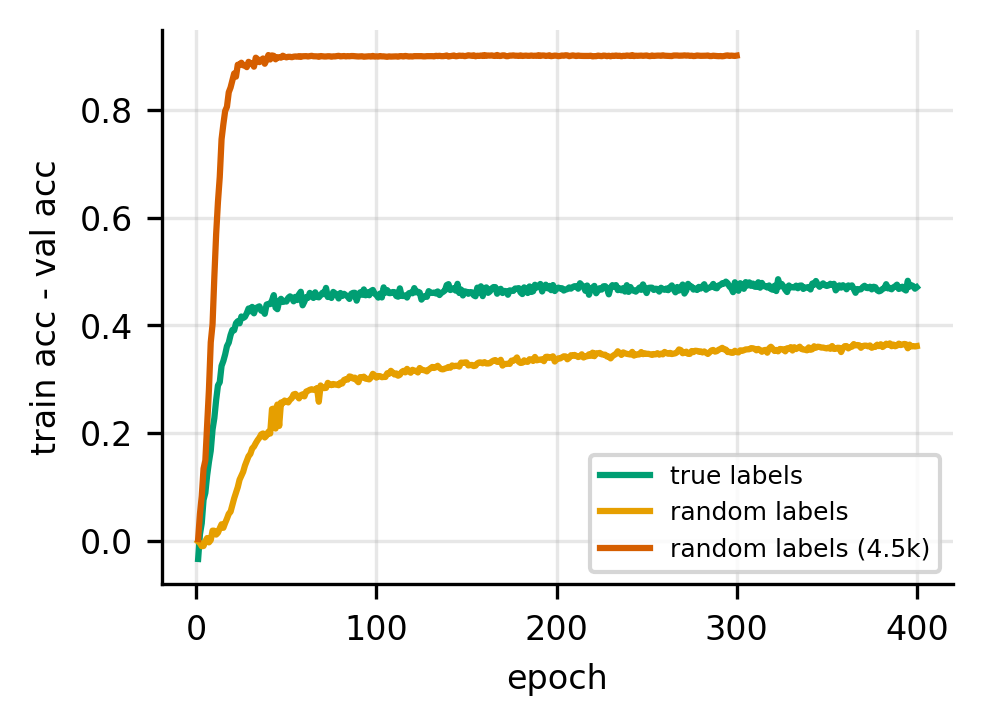 train acc - val acc
0.8
0.6
0.4
0.2
0.0
true labels
random labels
random labels (4.5k)
0 100 200 300 400
epoch